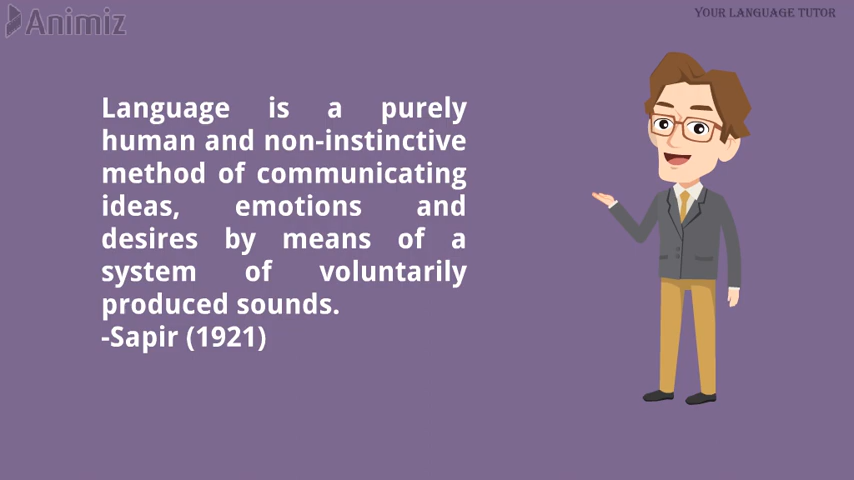 Animiz
YOUR LANGUAGE TUTOR
Language is a purely
human and non-instinctive
method of communicating
ideas, emotions and
desires by means of a
system of voluntarily
produced sounds.
-Sapir (1921)